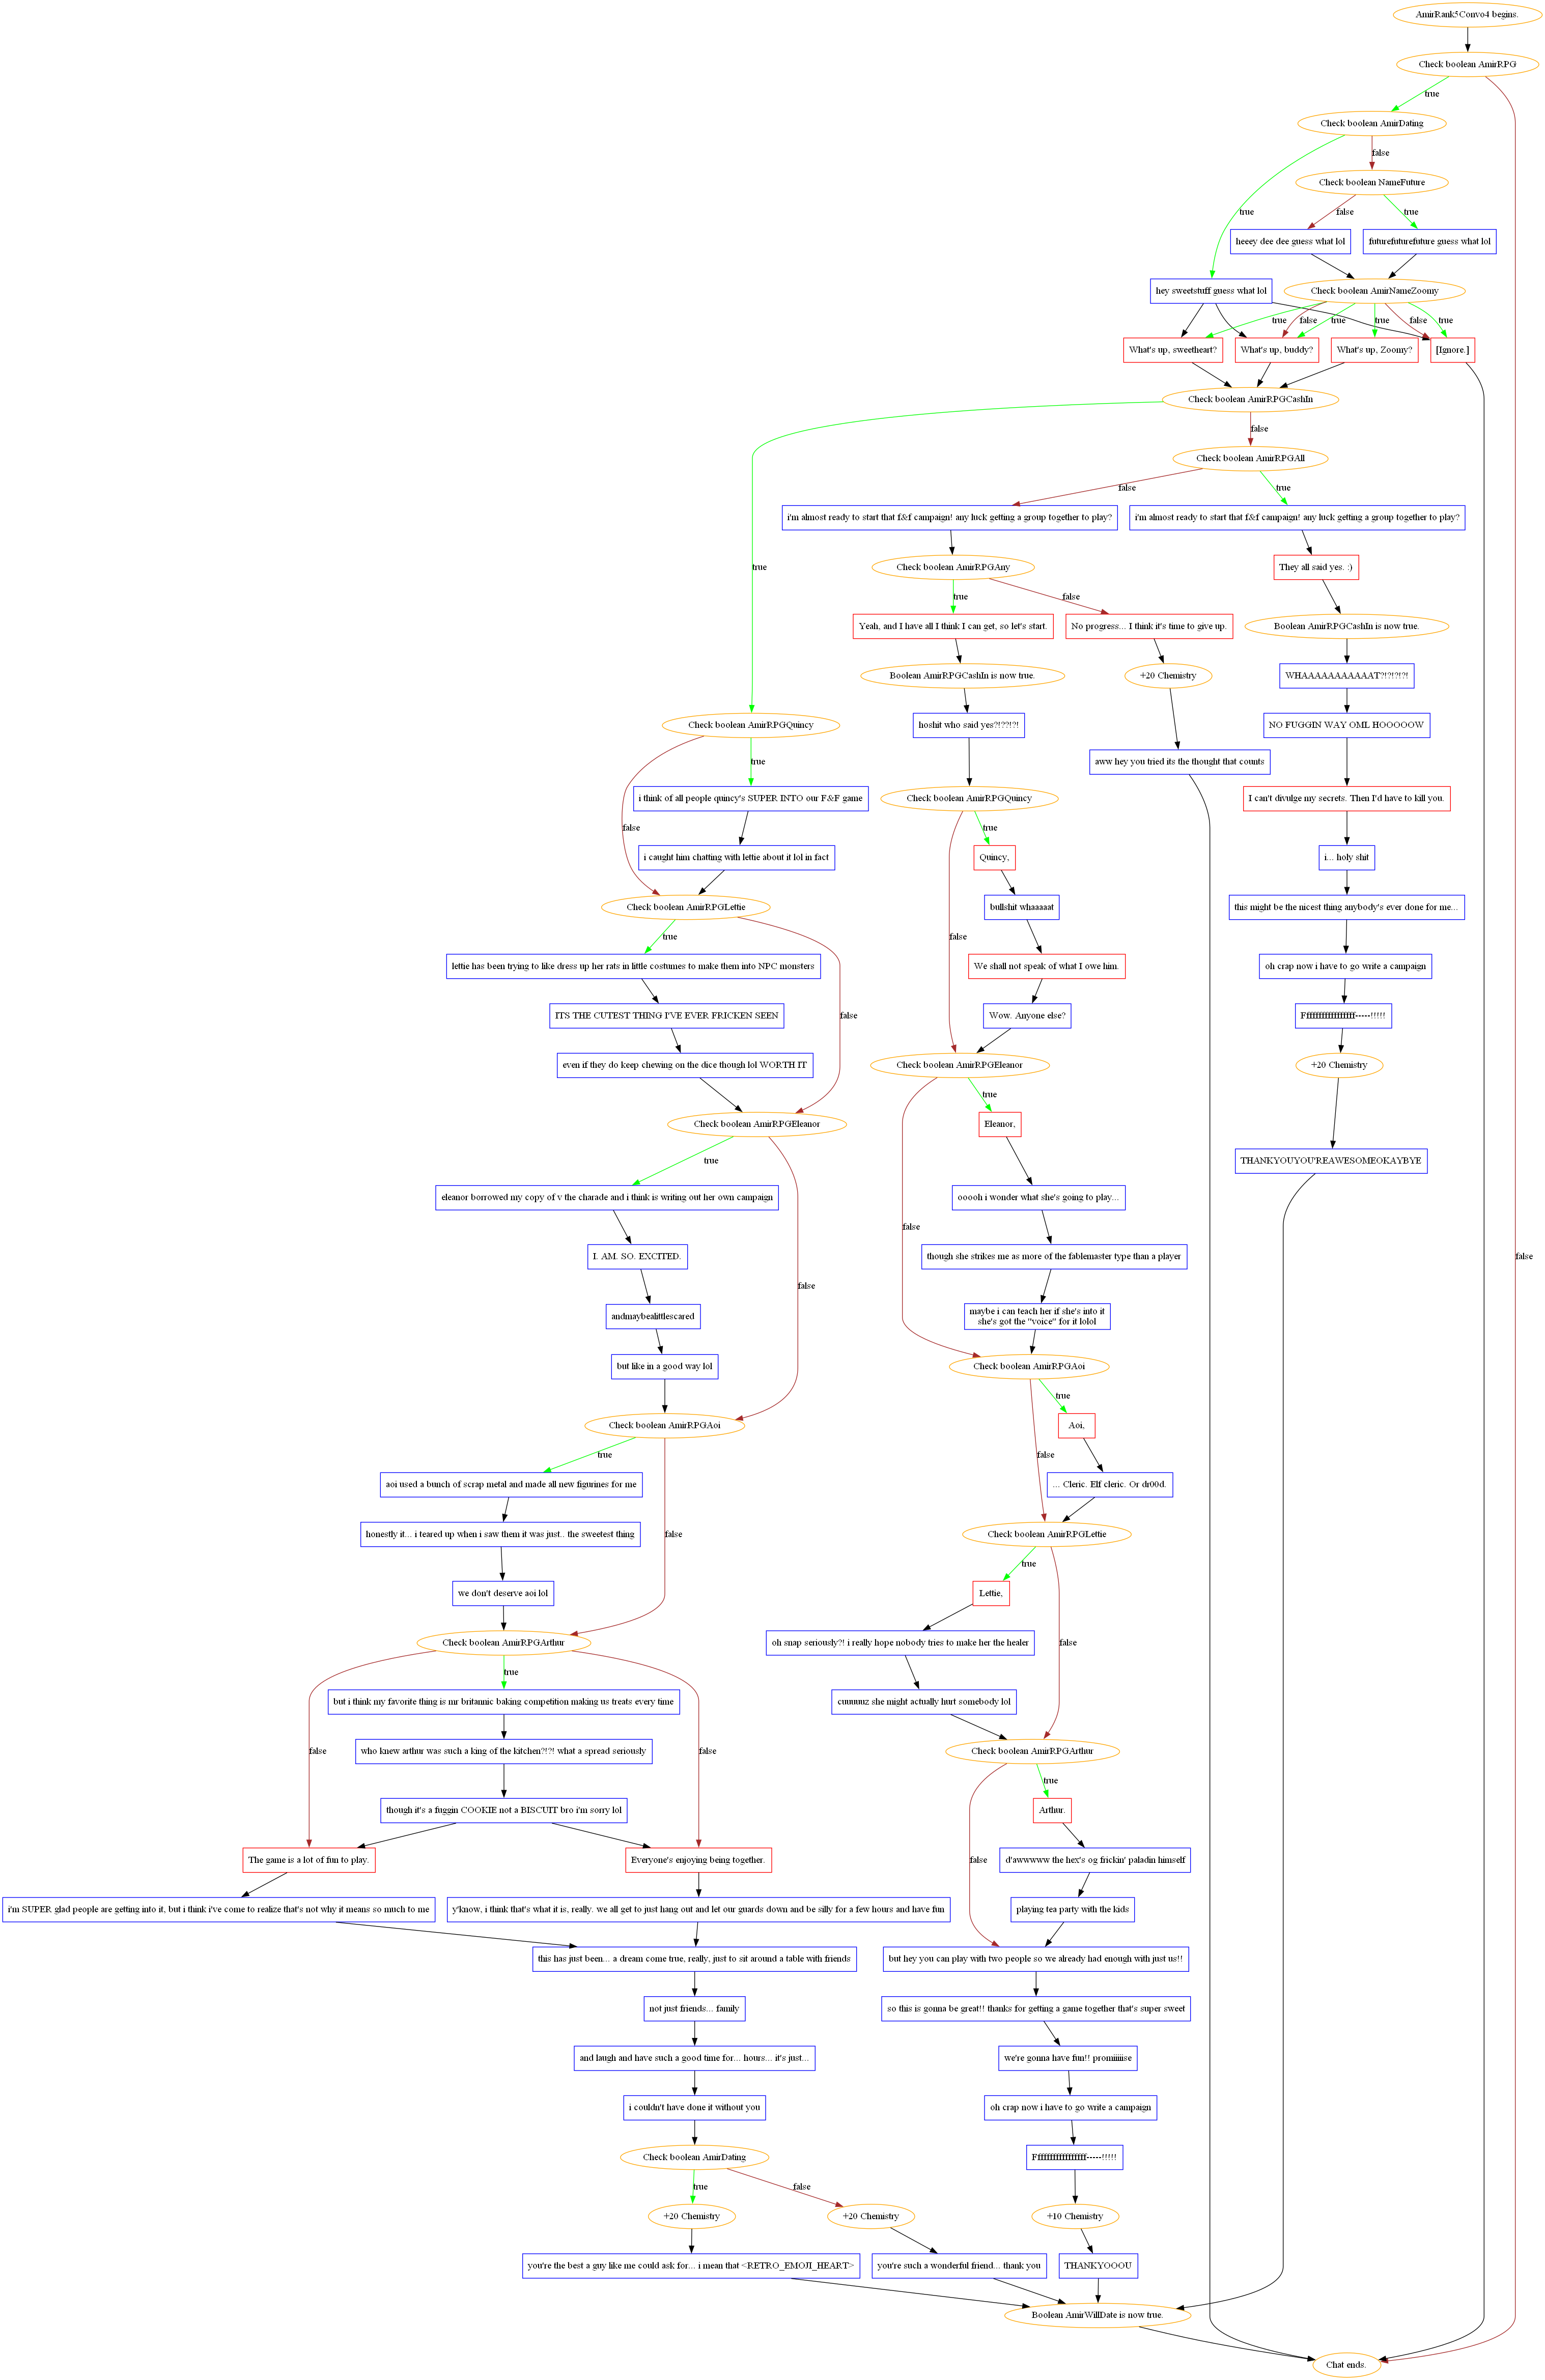 AmirRank5Convo4 begins.
Check boolean AmirRPG
true
Check boolean AmirDating
false
Check boolean NameFuture
true
false
true
heeey dee dee guess what lol
futurefuturefuture guess what lol
hey sweetstuff guess what lol
Check boolean AmirNameZoomy
true
false
true
true
false
true
What's up, sweetheart?
What's up, buddy?
What's up, Zoomy?
[Ignore.]
Check boolean AmirRPGCashIn
false
Check boolean AmirRPGAll
false
true
i'm almost ready to start that f&f campaign! any luck getting a group together to play?
i'm almost ready to start that f&f campaign! any luck getting a group together to play?
true
Check boolean AmirRPGAny
They all said yes. :)
true
false
Yeah, and I have all I think I can get, so let's start.
No progress... I think it's time to give up.
Boolean AmirRPGCashIn is now true.
Boolean AmirRPGCashIn is now true.
+20 Chemistry
WHAAAAAAAAAAAT?!?!?!?!
Check boolean AmirRPGQuincy
hoshit who said yes?!??!?!
NO FUGGIN WAY OML HOOOOOW
true
aww hey you tried its the thought that counts
i think of all people quincy's SUPER INTO our F&F game
Check boolean AmirRPGQuincy
I can't divulge my secrets. Then I'd have to kill you.
false
true
i caught him chatting with lettie about it lol in fact
Quincy,
i... holy shit
Check boolean AmirRPGLettie
bullshit whaaaaat
this might be the nicest thing anybody's ever done for me...
true
false
lettie has been trying to like dress up her rats in little costumes to make them into NPC monsters
We shall not speak of what I owe him.
oh crap now i have to go write a campaign
ITS THE CUTEST THING I'VE EVER FRICKEN SEEN
false
Wow. Anyone else?
Ffffffffffffffffff-----!!!!!
even if they do keep chewing on the dice though lol WORTH IT
Check boolean AmirRPGEleanor
+20 Chemistry
true
Check boolean AmirRPGEleanor
Eleanor,
true
THANKYOUYOU'REAWESOMEOKAYBYE
eleanor borrowed my copy of v the charade and i think is writing out her own campaign
ooooh i wonder what she's going to play...
false
I. AM. SO. EXCITED.
though she strikes me as more of the fablemaster type than a player
false
false
andmaybealittlescared
maybe i can teach her if she's into it
she's got the "voice" for it lolol
but like in a good way lol
Check boolean AmirRPGAoi
true
Check boolean AmirRPGAoi
Aoi,
true
false
aoi used a bunch of scrap metal and made all new figurines for me
... Cleric. Elf cleric. Or dr00d.
honestly it... i teared up when i saw them it was just.. the sweetest thing
false
Check boolean AmirRPGLettie
true
we don't deserve aoi lol
Lettie,
Check boolean AmirRPGArthur
oh snap seriously?! i really hope nobody tries to make her the healer
false
true
but i think my favorite thing is mr britannic baking competition making us treats every time
cuuuuuz she might actually hurt somebody lol
false
who knew arthur was such a king of the kitchen?!?! what a spread seriously
false
Check boolean AmirRPGArthur
true
though it's a fuggin COOKIE not a BISCUIT bro i'm sorry lol
Arthur.
The game is a lot of fun to play.
Everyone's enjoying being together.
false
d'awwwww the hex's og frickin' paladin himself
i'm SUPER glad people are getting into it, but i think i've come to realize that's not why it means so much to me
y'know, i think that's what it is, really. we all get to just hang out and let our guards down and be silly for a few hours and have fun
playing tea party with the kids
this has just been... a dream come true, really, just to sit around a table with friends
but hey you can play with two people so we already had enough with just us!!
not just friends... family
so this is gonna be great!! thanks for getting a game together that's super sweet
and laugh and have such a good time for... hours... it's just...
we're gonna have fun!! promiiiiise
i couldn't have done it without you
oh crap now i have to go write a campaign
Check boolean AmirDating
Ffffffffffffffffff-----!!!!!
true
false
+20 Chemistry
+20 Chemistry
+10 Chemistry
you're the best a guy like me could ask for... i mean that <RETRO_EMOJI_HEART>
you're such a wonderful friend... thank you
THANKYOOOU
Boolean AmirWillDate is now true.
Chat ends.